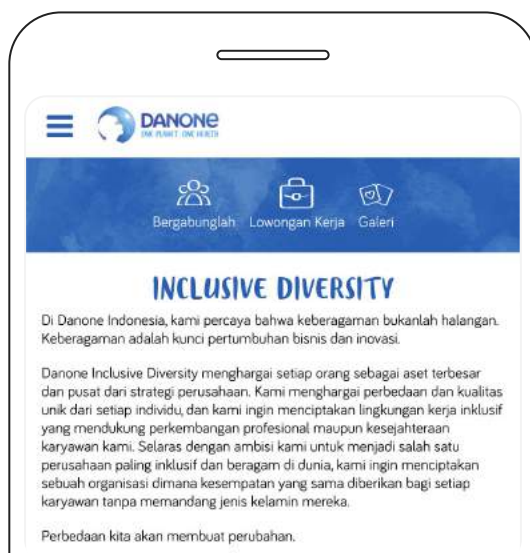 DANONE
ONE PLANET. ONE HEALTH
Bergabunglah Lowongan Kerja Galeri
INCLUSIVE DIVERSITY
Di Danone Indonesia, kami percaya bahwa keberagaman bukanlah halangan.
Keberagaman adalah kunci pertumbuhan bisnis dan inovasi.
Danone Inclusive Diversity menghargai setiap orang sebagai aset terbesar
dan pusat dari strategi perusahaan. Kami menghargai perbedaan dan kualitas
unik dari setiap individu, dan kami ingin menciptakan lingkungan kerja inklusif
yang mendukung perkembangan profesional maupun kesejahteraan
karyawan kami. Selaras dengan ambisi kami untuk menjadi salah satu
perusahaan paling inklusif dan beragam di dunia, kami ingin menciptakan
sebuah organisasi dimana kesempatan yang sama diberikan bagi setiap
karyawan tanpa memandang jenis kelamin mereka.
Perbedaan kita akan membuat perubahan.